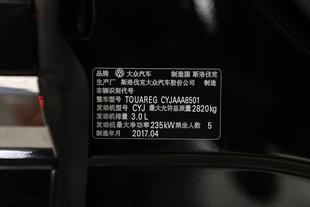 品牌 大众汽车 制造国 斯洛伐克
生产厂名 斯洛伐克大众汽车股份公司 制造
车辆识别代号
整车型号 TOUAREG CYJAAA8501
发动机型号 CYJ 最大允许总质量 2820kg
发动机排量 3.0L
发动机最大净功率 235kW 乘坐人数 5
制造年月 2017.04